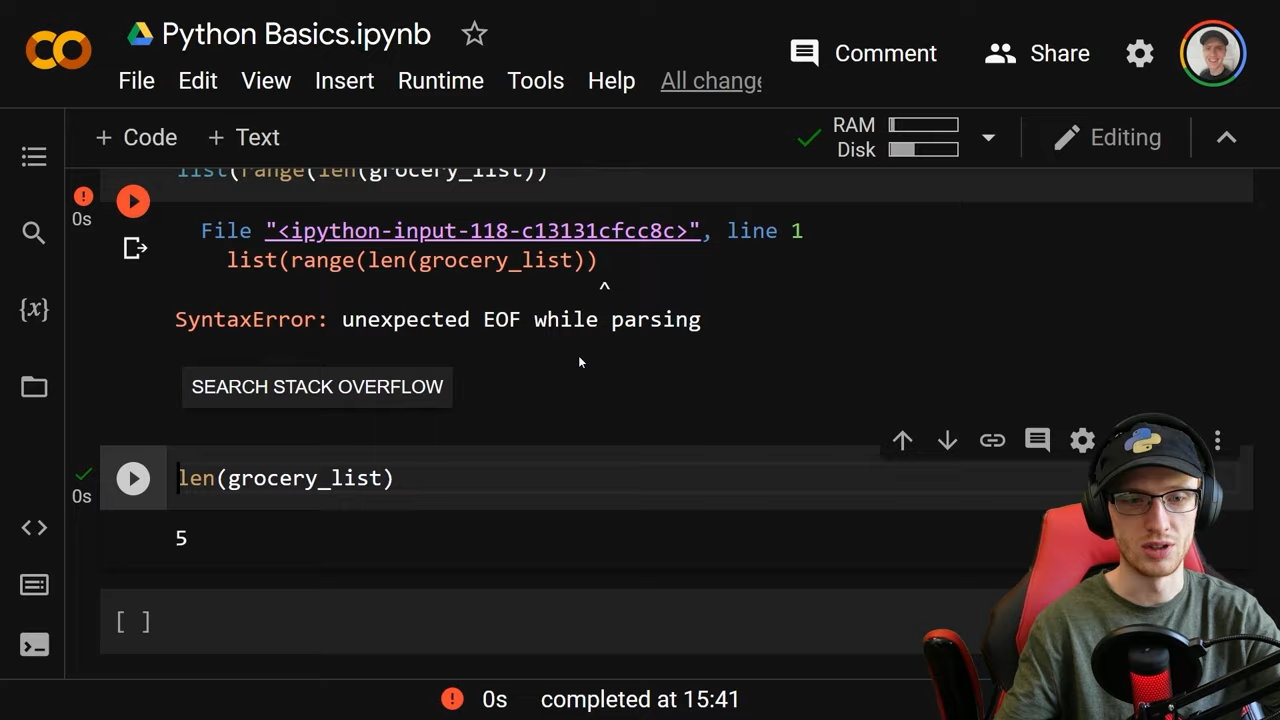 Python Basics.ipynb
Comment
Share
File Edit View Insert Runtime Tools Help All change
+ Code + Text
RAM
Disk
Editing
list(range(len(grocery_list))
0s
File "<ipython-input-118-c13131cfcc8c>", line 1
list(range(len(grocery_list))
^
SyntaxError: unexpected EOF while parsing
SEARCH STACK OVERFLOW
{x}
len(grocery_list)
0s
5
[ ]
0s completed at 15:41